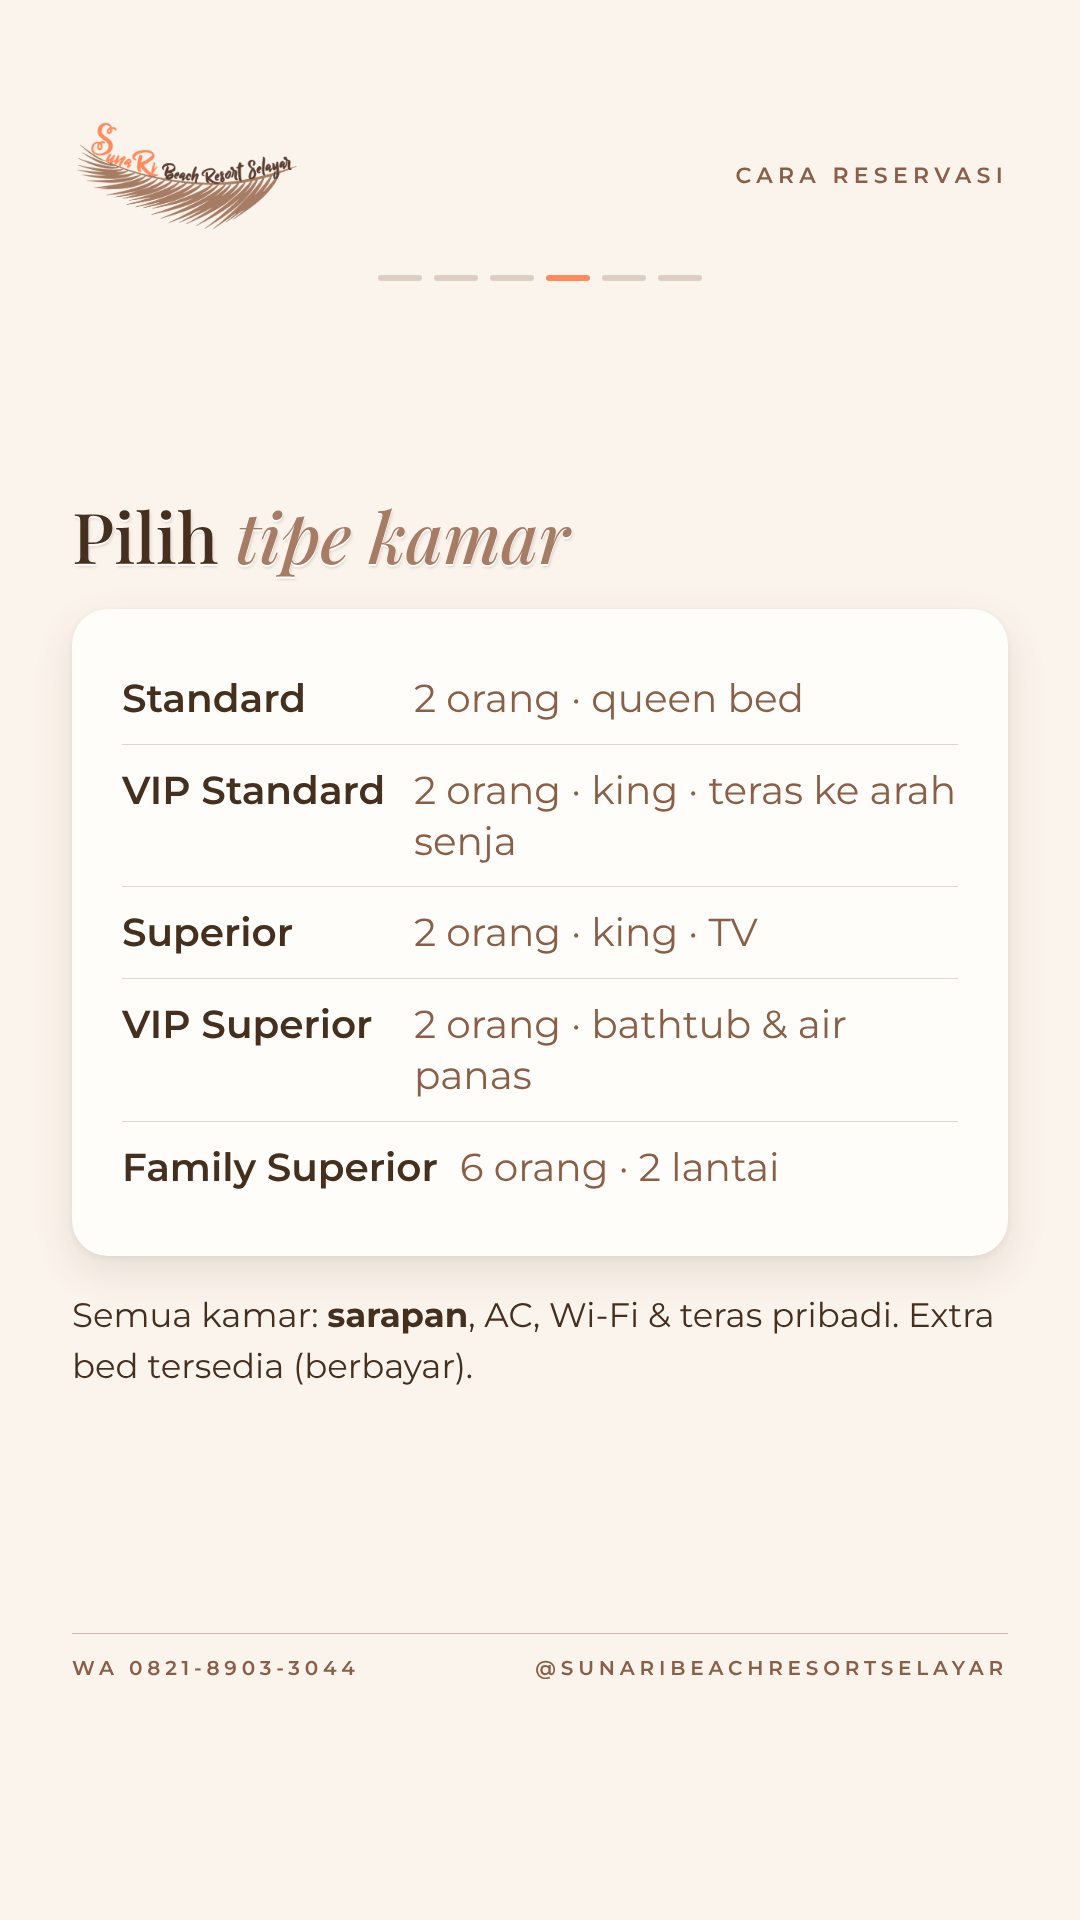 SunaRi Beach Resort Selayar
CARA RESERVASI
Pilih tipe kamar
Standard 2 orang · queen bed
VIP Standard 2 orang · king · teras ke arah
senja
Superior 2 orang · king · TV
VIP Superior 2 orang · bathtub & air
panas
Family Superior 6 orang · 2 lantai
Semua kamar: sarapan, AC, Wi-Fi & teras pribadi. Extra
bed tersedia (berbayar).
WA 0821-8903-3044 @SUNARIBEACHRESORTSELAYAR